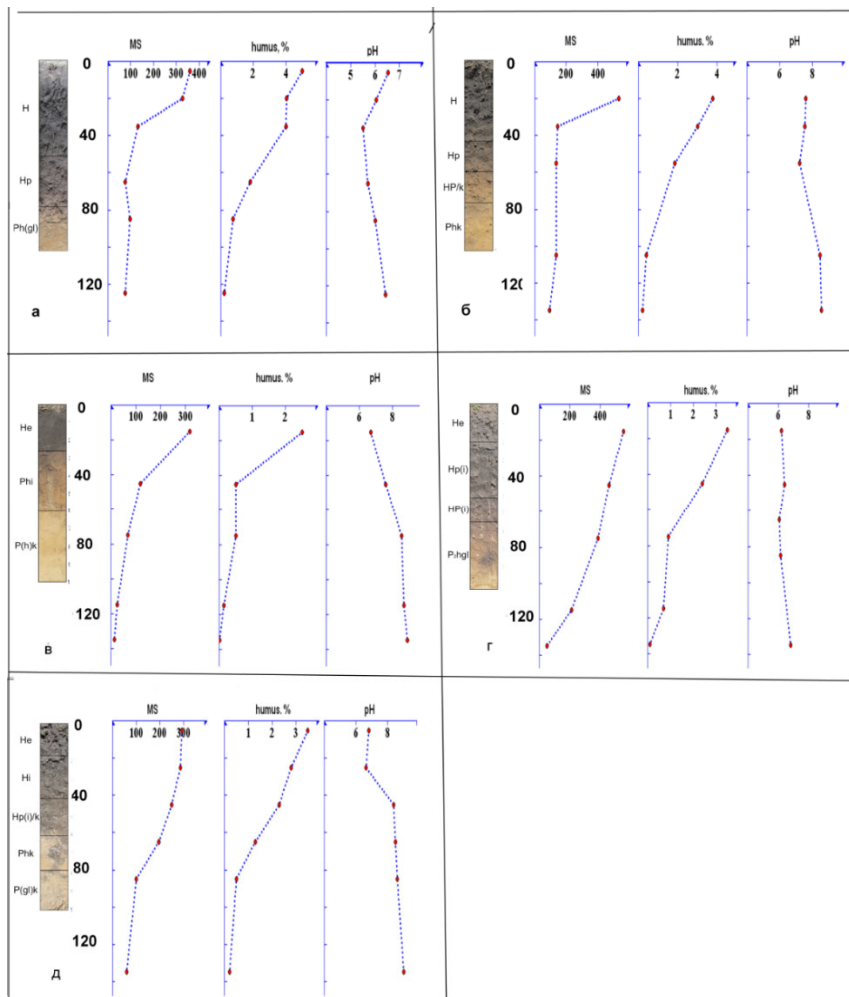 MS humus, % pH
0 100 200 300 400 2 4 5 6 7
H
40
Hp
80
Ph(gl)
120
а
MS humus, % pH
0 200 400 2 4 6 8
H
40
Hp
HP/k
80
Phk
120
б
MS humus. % pH
0 100 200 300 1 2 6 8
He
40
Phi
80
P(h)k
120
в
MS humus. % pH
0 200 400 1 2 3 6 8
He
40
Hp(i)
HP(i)
80
120
г
MS humus. % pH
0 100 200 300 1 2 3 6 8
He
Hi
40
Hp(i)/k
Phk
80
P(gl)k
120
д